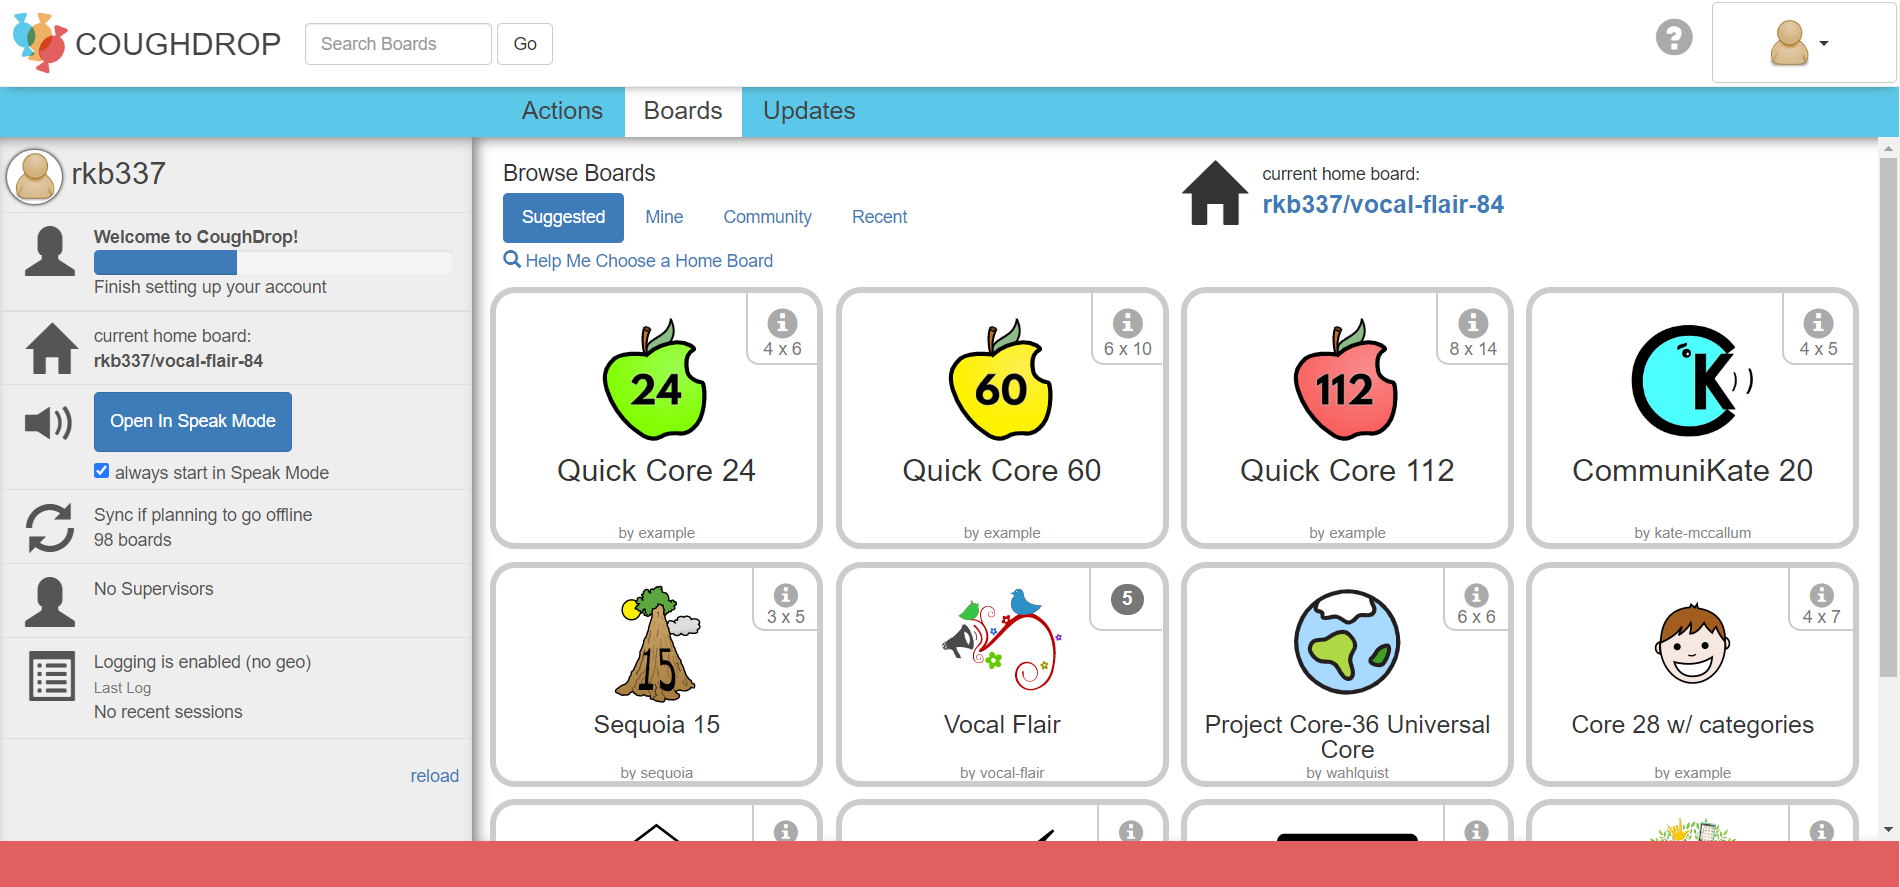 COUGHDROP
Search Boards
Go
Actions
Boards
Updates
rkb337
Welcome to CoughDrop!
Finish setting up your account
current home board:
rkb337/vocal-flair-84
Open In Speak Mode
always start in Speak Mode
Sync if planning to go offline
98 boards
No Supervisors
Logging is enabled (no geo)
Last Log
No recent sessions
reload
Browse Boards
Suggested
Mine
Community
Recent
Help Me Choose a Home Board
current home board:
rkb337/vocal-flair-84
4 x 6
24
Quick Core 24
by example
6 x 10
60
Quick Core 60
by example
8 x 14
112
Quick Core 112
by example
4 x 5
CK
CommuniKate 20
by kate-mccallum
3 x 5
15
Sequoia 15
by sequoia
5
Vocal Flair
by vocal-flair
6 x 6
Project Core-36 Universal
Core
by wahlquist
4 x 7
Core 28 w/ categories
by example